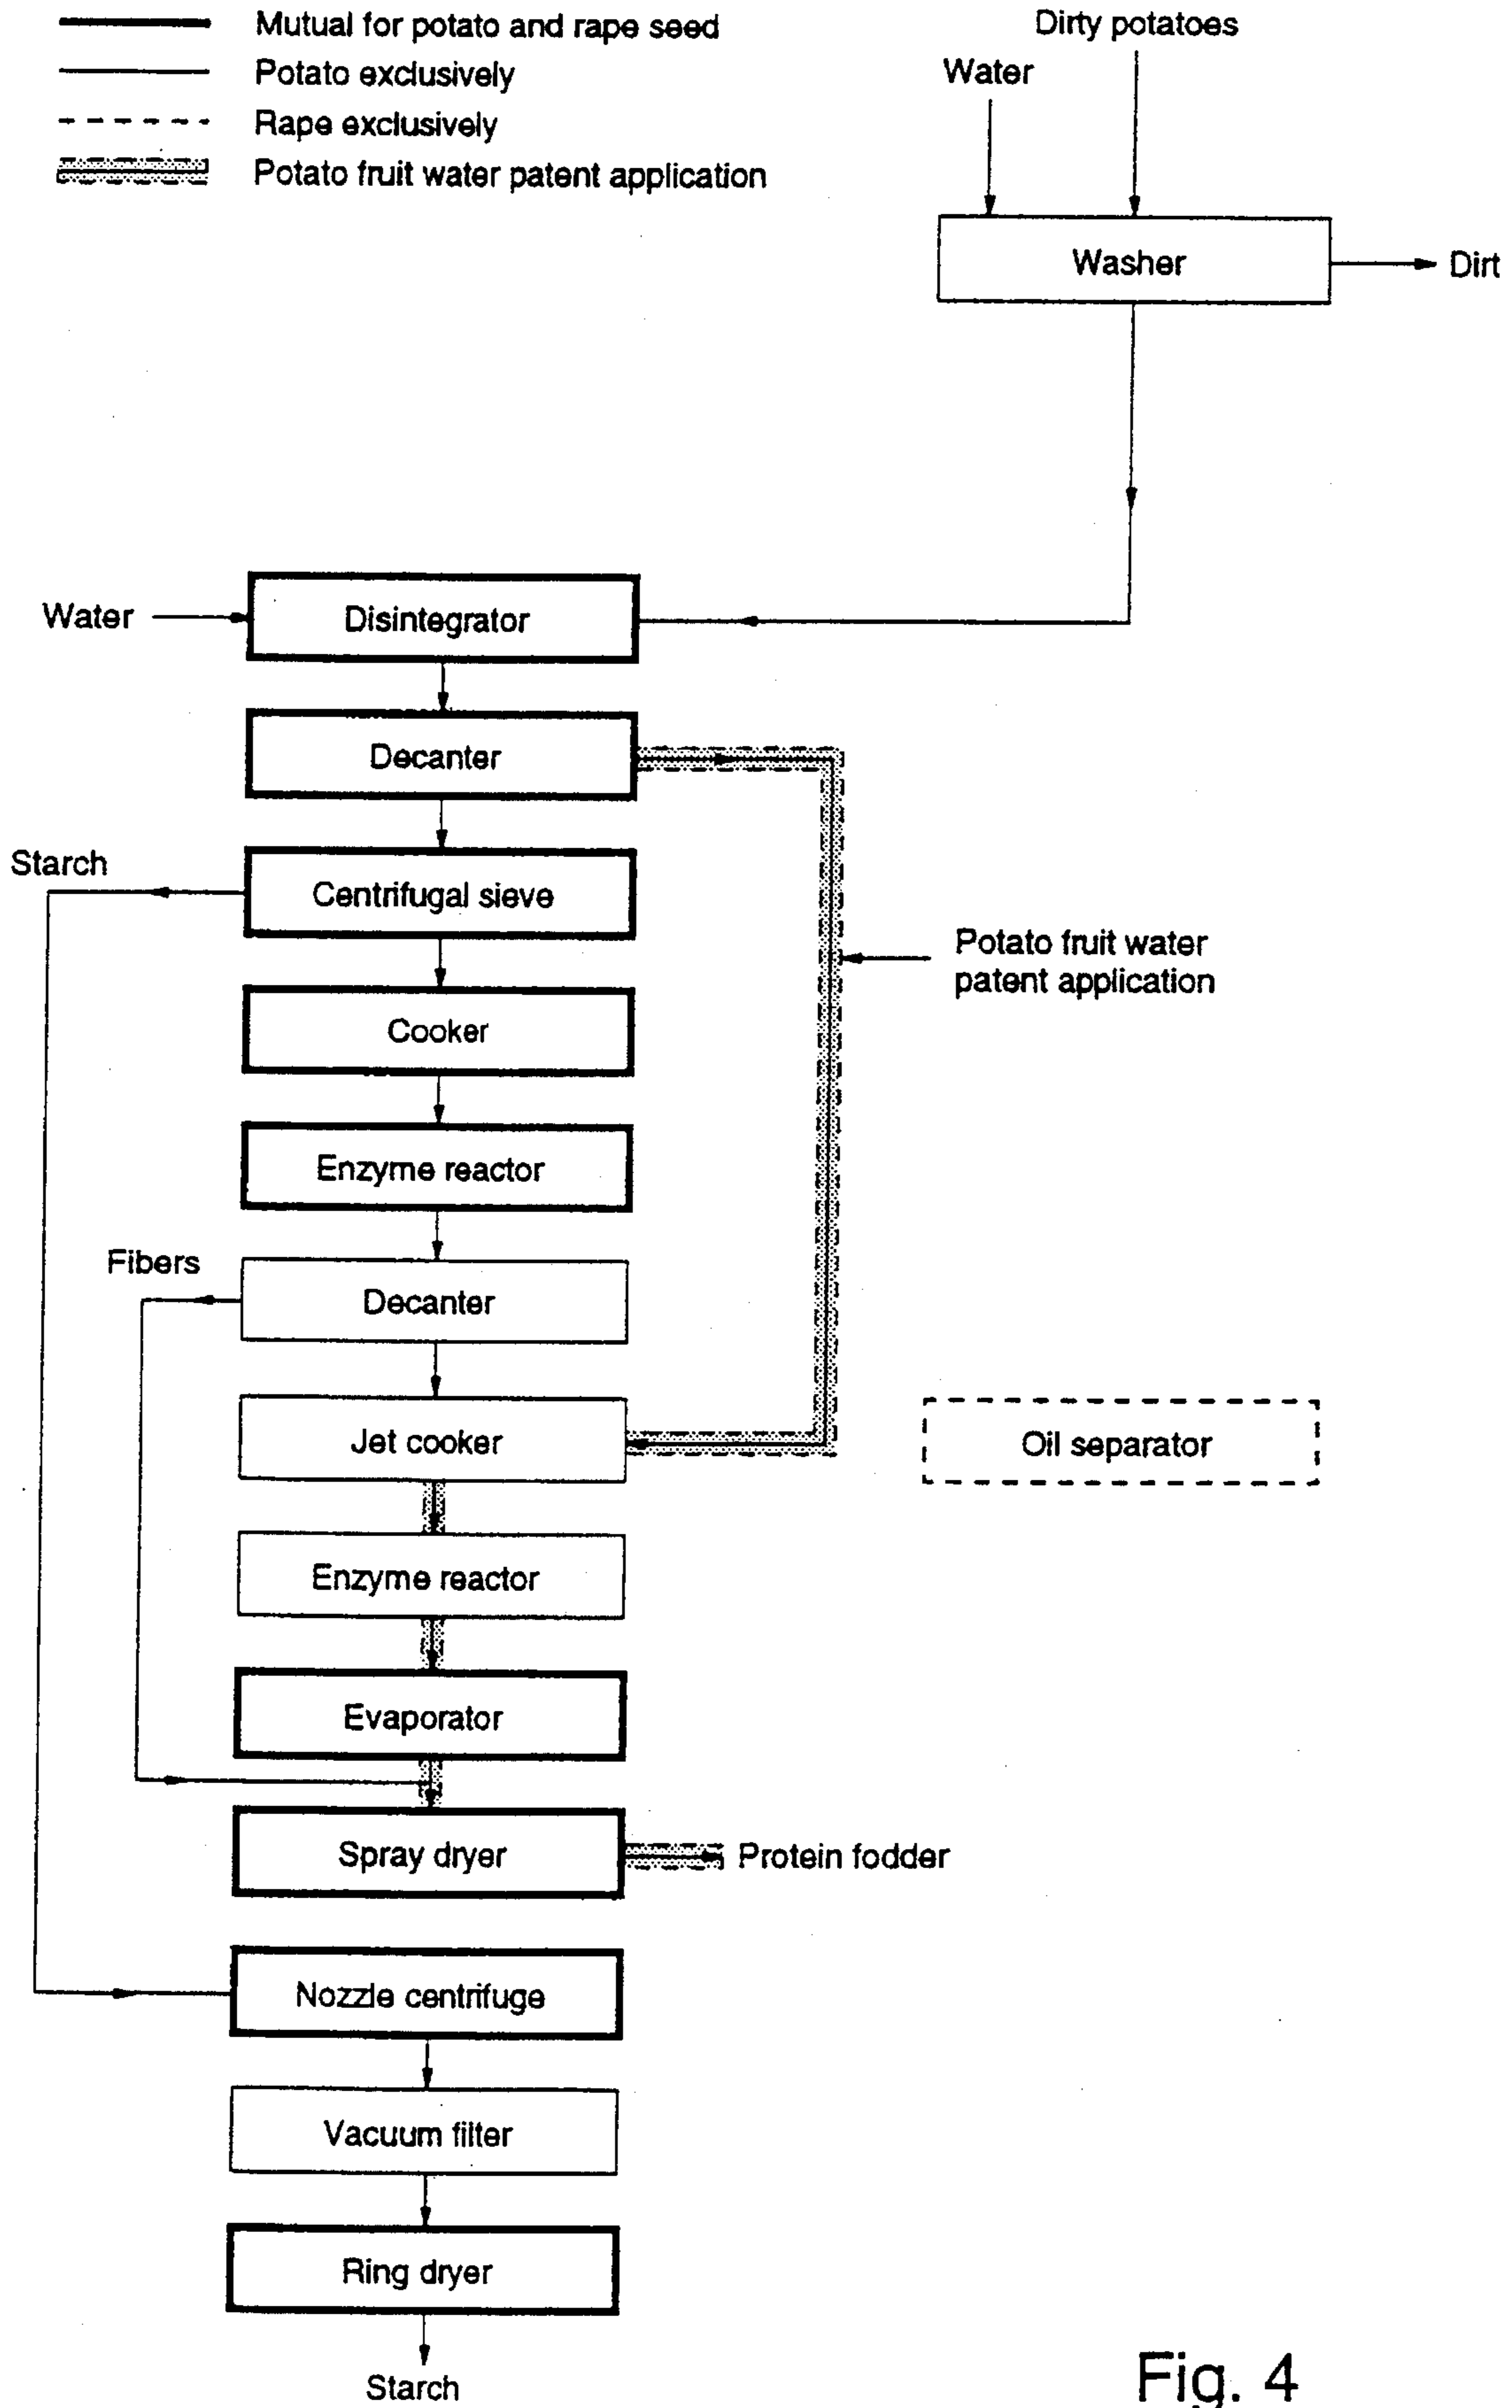 Mutual for potato and rape seed
Potato exclusively
Rape exclusively
Potato fruit water patent application
Dirty potatoes
Water
Washer
Dirt
Water
Disintegrator
Decanter
Starch
Centrifugal sieve
Potato fruit water
patent application
Cooker
Enzyme reactor
Fibers
Decanter
Jet cooker
Oil separator
Enzyme reactor
Evaporator
Spray dryer
Protein fodder
Nozzle centrifuge
Vacuum filter
Ring dryer
Starch
Fig. 4